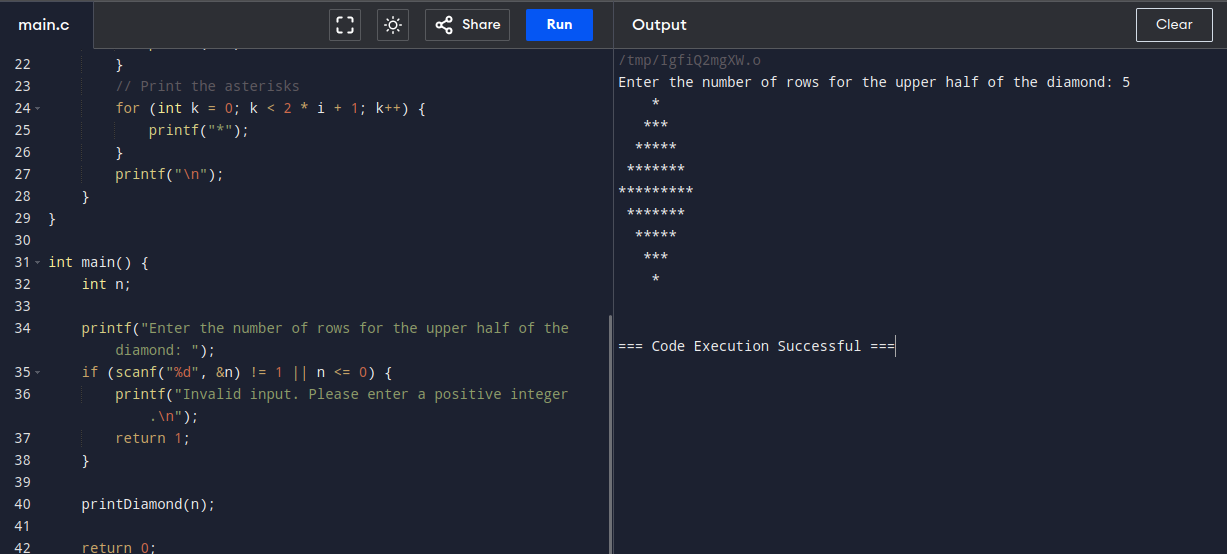 main.c
Share
Run
Output
Clear
22 }
23 // Print the asterisks
24 for (int k = 0; k < 2 * i + 1; k++) {
25 printf("*");
26 }
27 printf("\n");
28 }
29 }
30
31 int main() {
32 int n;
33
34 printf("Enter the number of rows for the upper half of the
diamond: ");
35 if (scanf("%d", &n) != 1 || n <= 0) {
36 printf("Invalid input. Please enter a positive integer
.\n");
37 return 1;
38 }
39
40 printDiamond(n);
41
42 return 0;
/tmp/IgfiQ2mgXW.o
Enter the number of rows for the upper half of the diamond: 5
    *
   ***
  *****
 *******
*********
 *******
  *****
   ***
    *
=== Code Execution Successful ===